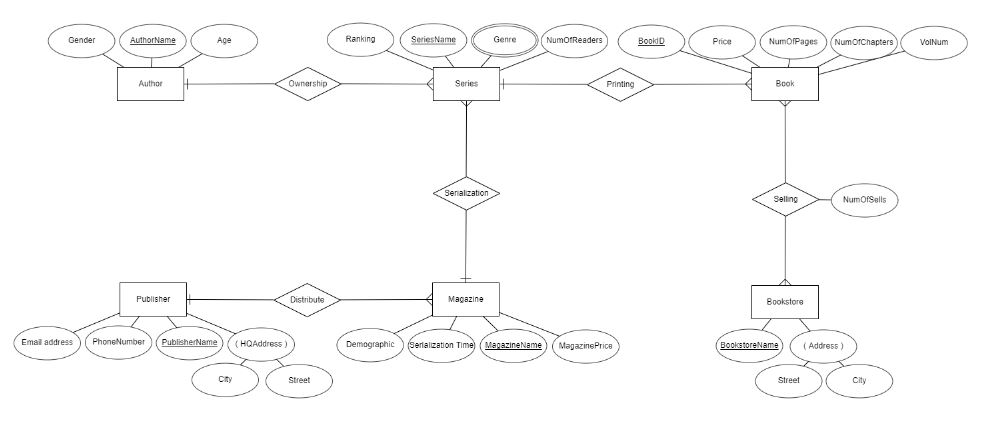 Gender
AuthorName
Age
Ranking
SeriesName
Genre
NumOfReaders
BookID
Price
NumOfPages
NumOfChapters
VolNum
Author
Ownership
Series
Printing
Book
Serialization
Selling
NumOfSells
Publisher
Distribute
Magazine
Bookstore
Email address
PhoneNumber
PublisherName
( HQAddress )
Demographic
Serialization Time
MagazineName
MagazinePrice
BookstoreName
( Address )
City
Street
Street
City